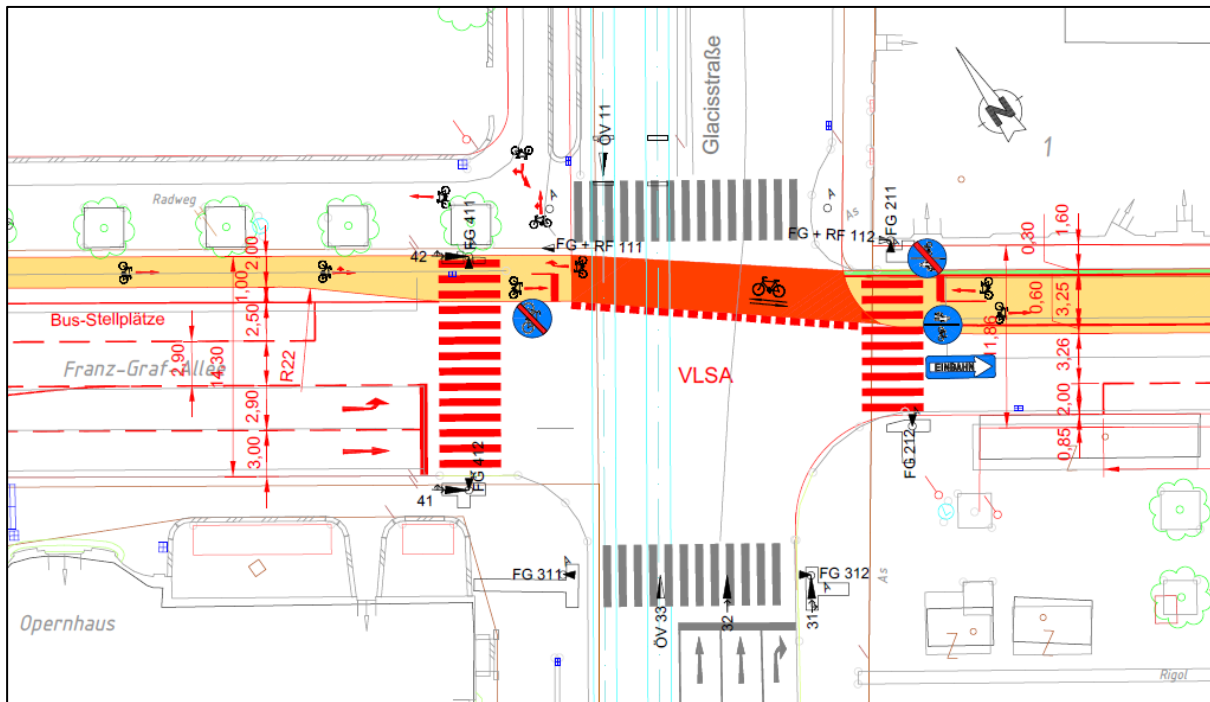 Glacisstraße
ÖV 11
N
1
Radweg
As
FG 411
FG + RF 111
FG + RF 112
FG 211
42
2,00
1,00
2,50
2,90
14,30
2,90
3,00
R22
Bus-Stellplätze
Franz-Graf-Allee
VLSA
EINBAHN
1,60
0,30
0,60
3,25
11,86
3,26
2,00
0,85
FG 412
41
FG 212
FG 311
FG 312
ÖV 33
32
31
As
Opernhaus
Rigol